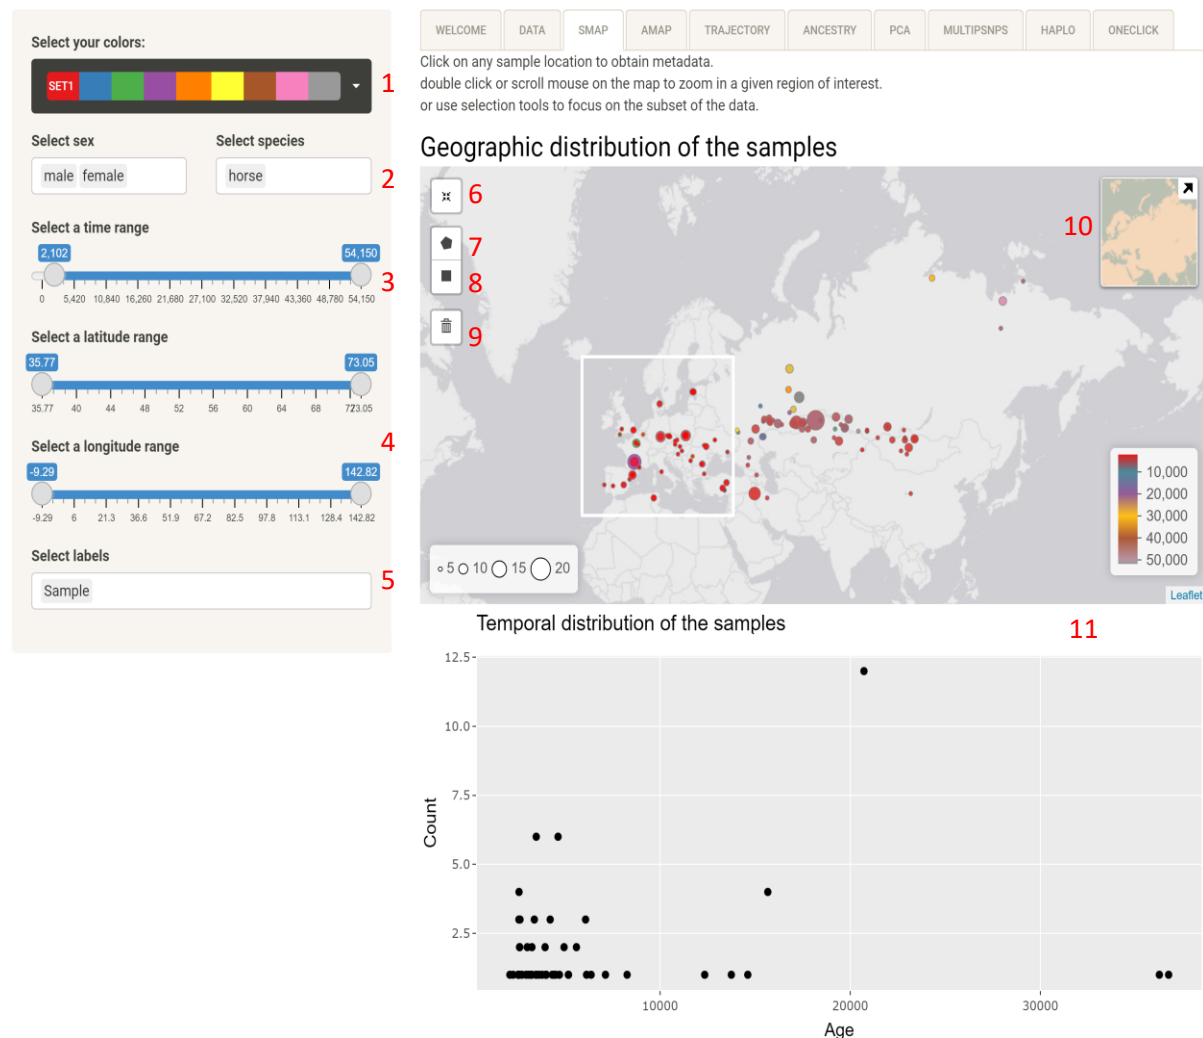 Select your colors:
SET1
1
Select sex
Select species
male female
horse
2
Select a time range
2,102
54,150
3
0 5,420 10,840 16,260 21,680 27,100 32,520 37,940 43,360 48,780 54,150
Select a latitude range
35.77
73.05
35.77 40 44 48 52 56 60 64 68 72 73.05
Select a longitude range
4
-9.29
142.82
-9.29 6 21.3 36.6 51.9 67.2 82.5 97.8 113.1 128.4 142.82
Select labels
5
Sample
WELCOME DATA SMAP AMAP TRAJECTORY ANCESTRY PCA MULTIPSNPS HAPLO ONECLICK
Click on any sample location to obtain metadata.
double click or scroll mouse on the map to zoom in a given region of interest.
or use selection tools to focus on the subset of the data.
Geographic distribution of the samples
6
7
8
9
10
10,000
20,000
30,000
40,000
50,000
5 10 15 20
Leaflet
Temporal distribution of the samples
11
12.5
10.0
7.5
5.0
2.5
Count
10000 20000 30000
Age